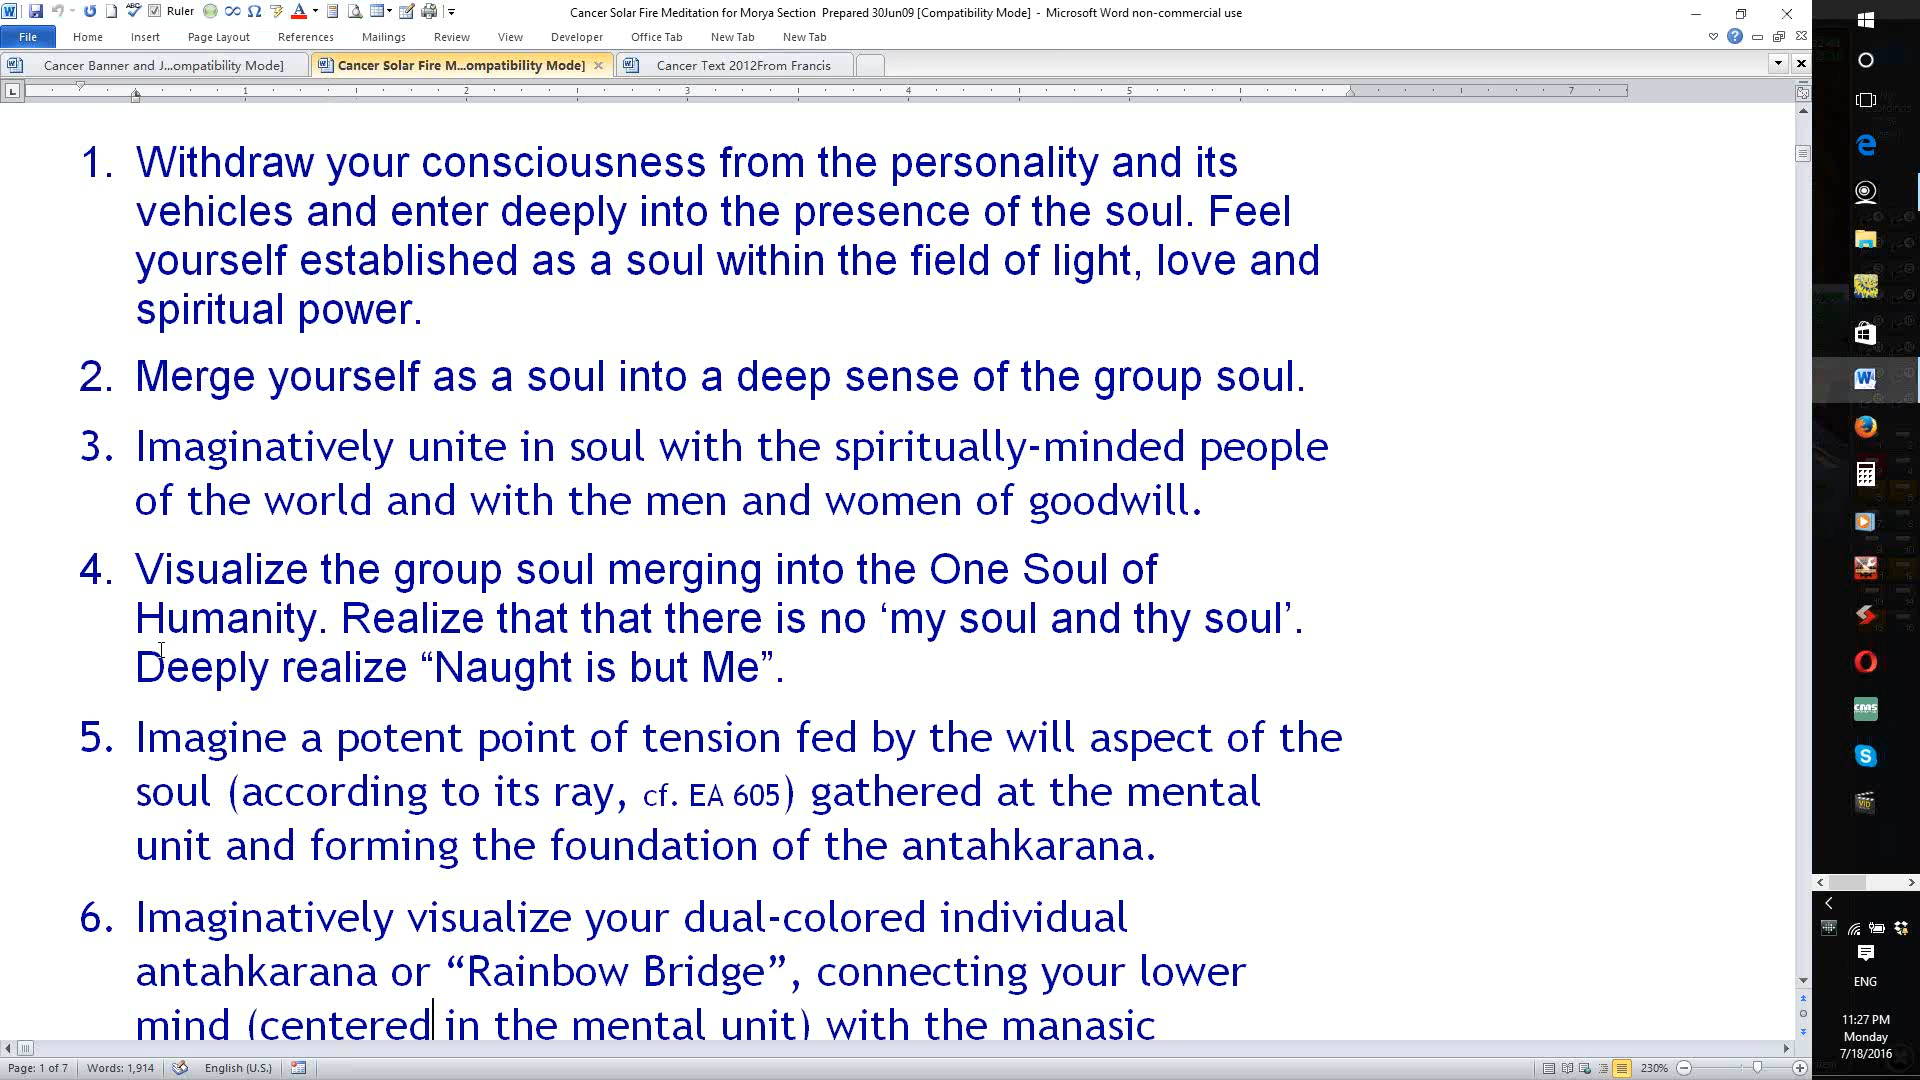 Cancer Solar Fire Meditation for Morya Section  Prepared 30Jun09 [Compatibility Mode]  -  Microsoft Word non-commercial use
Ruler
File Home Insert Page Layout References Mailings Review View Developer Office Tab New Tab New Tab
Cancer Banner and J...ompatibility Mode] Cancer Solar Fire M...ompatibility Mode] Cancer Text 2012From Francis
1 2 3 4 5 7
1. Withdraw your consciousness from the personality and its
vehicles and enter deeply into the presence of the soul. Feel
yourself established as a soul within the field of light, love and
spiritual power.
2. Merge yourself as a soul into a deep sense of the group soul.
3. Imaginatively unite in soul with the spiritually-minded people
of the world and with the men and women of goodwill.
4. Visualize the group soul merging into the One Soul of
Humanity. Realize that that there is no ‘my soul and thy soul’.
Deeply realize “Naught is but Me”.
5. Imagine a potent point of tension fed by the will aspect of the
soul (according to its ray, cf. EA 605) gathered at the mental
unit and forming the foundation of the antahkarana.
6. Imaginatively visualize your dual-colored individual
antahkarana or “Rainbow Bridge”, connecting your lower
mind (centered in the mental unit) with the manasic
Page: 1 of 7 Words: 1,914 English (U.S.) 230%
ENG
11:27 PM
Monday
7/18/2016